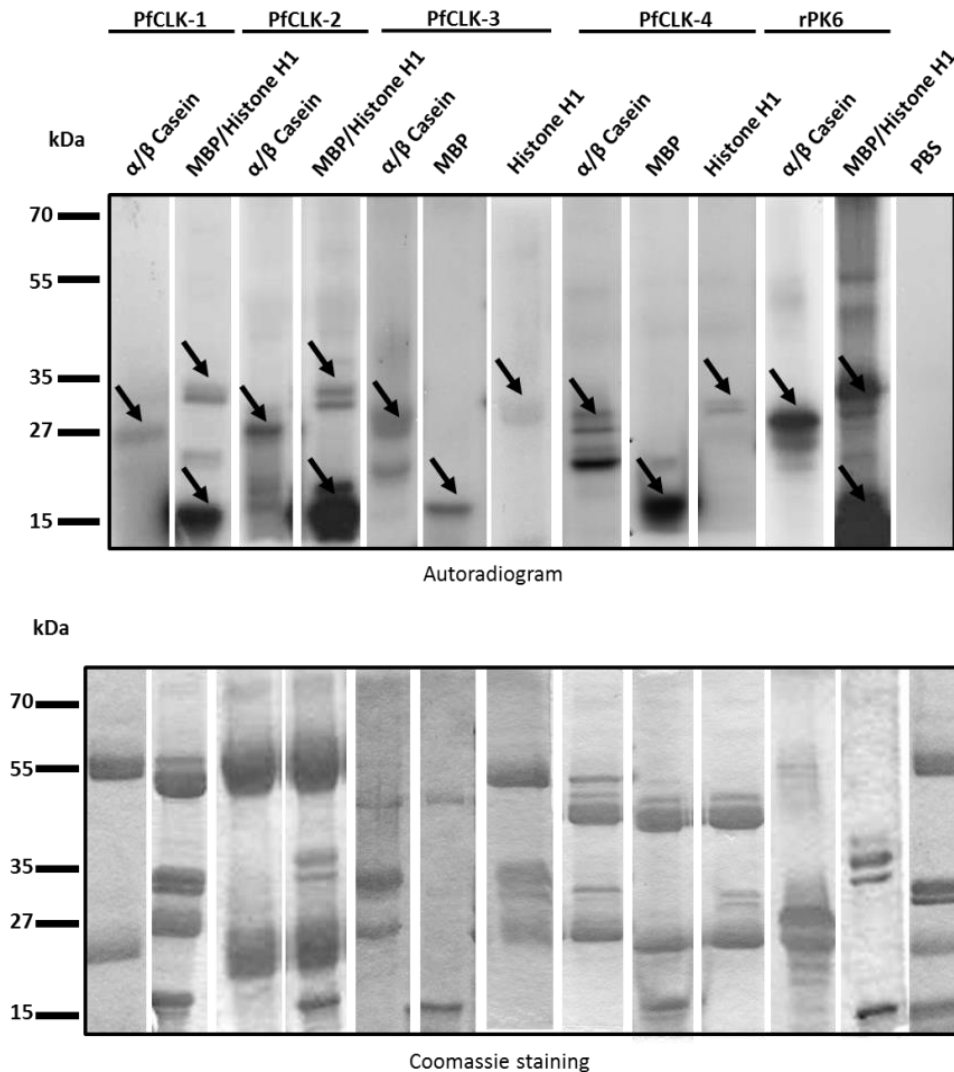 PfCLK-1 PfCLK-2 PfCLK-3 PfCLK-4 rPK6
kDa
α/β Casein
MBP/Histone H1
α/β Casein
MBP/Histone H1
α/β Casein
MBP
Histone H1
α/β Casein
MBP
Histone H1
α/β Casein
MBP/Histone H1
PBS
70
55
35
27
15
Autoradiogram
kDa
70
55
35
27
15
Coomassie staining